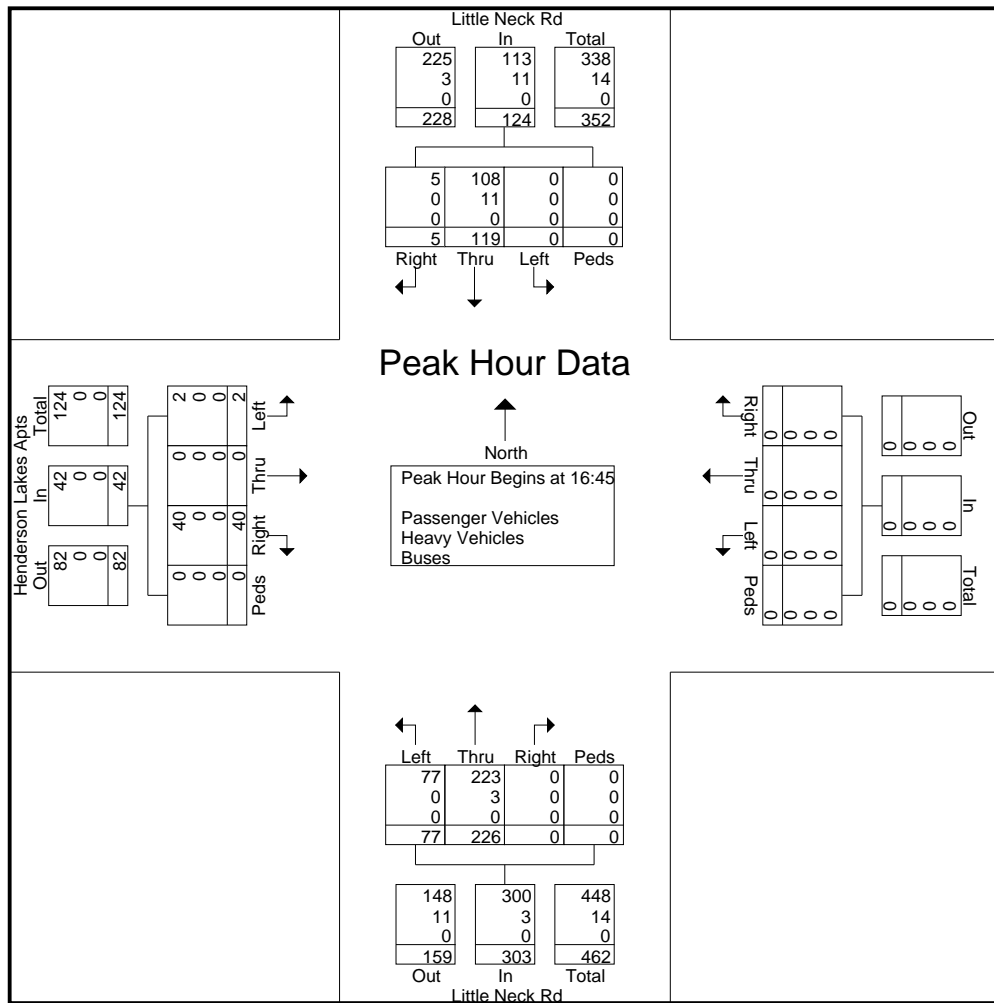 Little Neck Rd
Out In Total
225 113 338
3 11 14
0 0 0
228 124 352
5 108 0 0
0 11 0 0
0 0 0 0
5 119 0 0
Right Thru Left Peds
Peak Hour Data
North
Peak Hour Begins at 16:45
Passenger Vehicles
Heavy Vehicles
Buses
Henderson Lakes Apts
Out In Total
82 42 124
0 0 0
0 0 0
82 42 124
Peds Right Thru Left
0 40 0 2
0 0 0 0
0 0 0 0
0 40 0 2
Right Thru Left Peds
0 0 0 0
0 0 0 0
0 0 0 0
0 0 0 0
Out In Total
0 0 0
0 0 0
0 0 0
0 0 0
Left Thru Right Peds
77 223 0 0
0 3 0 0
0 0 0 0
77 226 0 0
148 300 448
11 3 14
0 0 0
159 303 462
Out In Total
Little Neck Rd